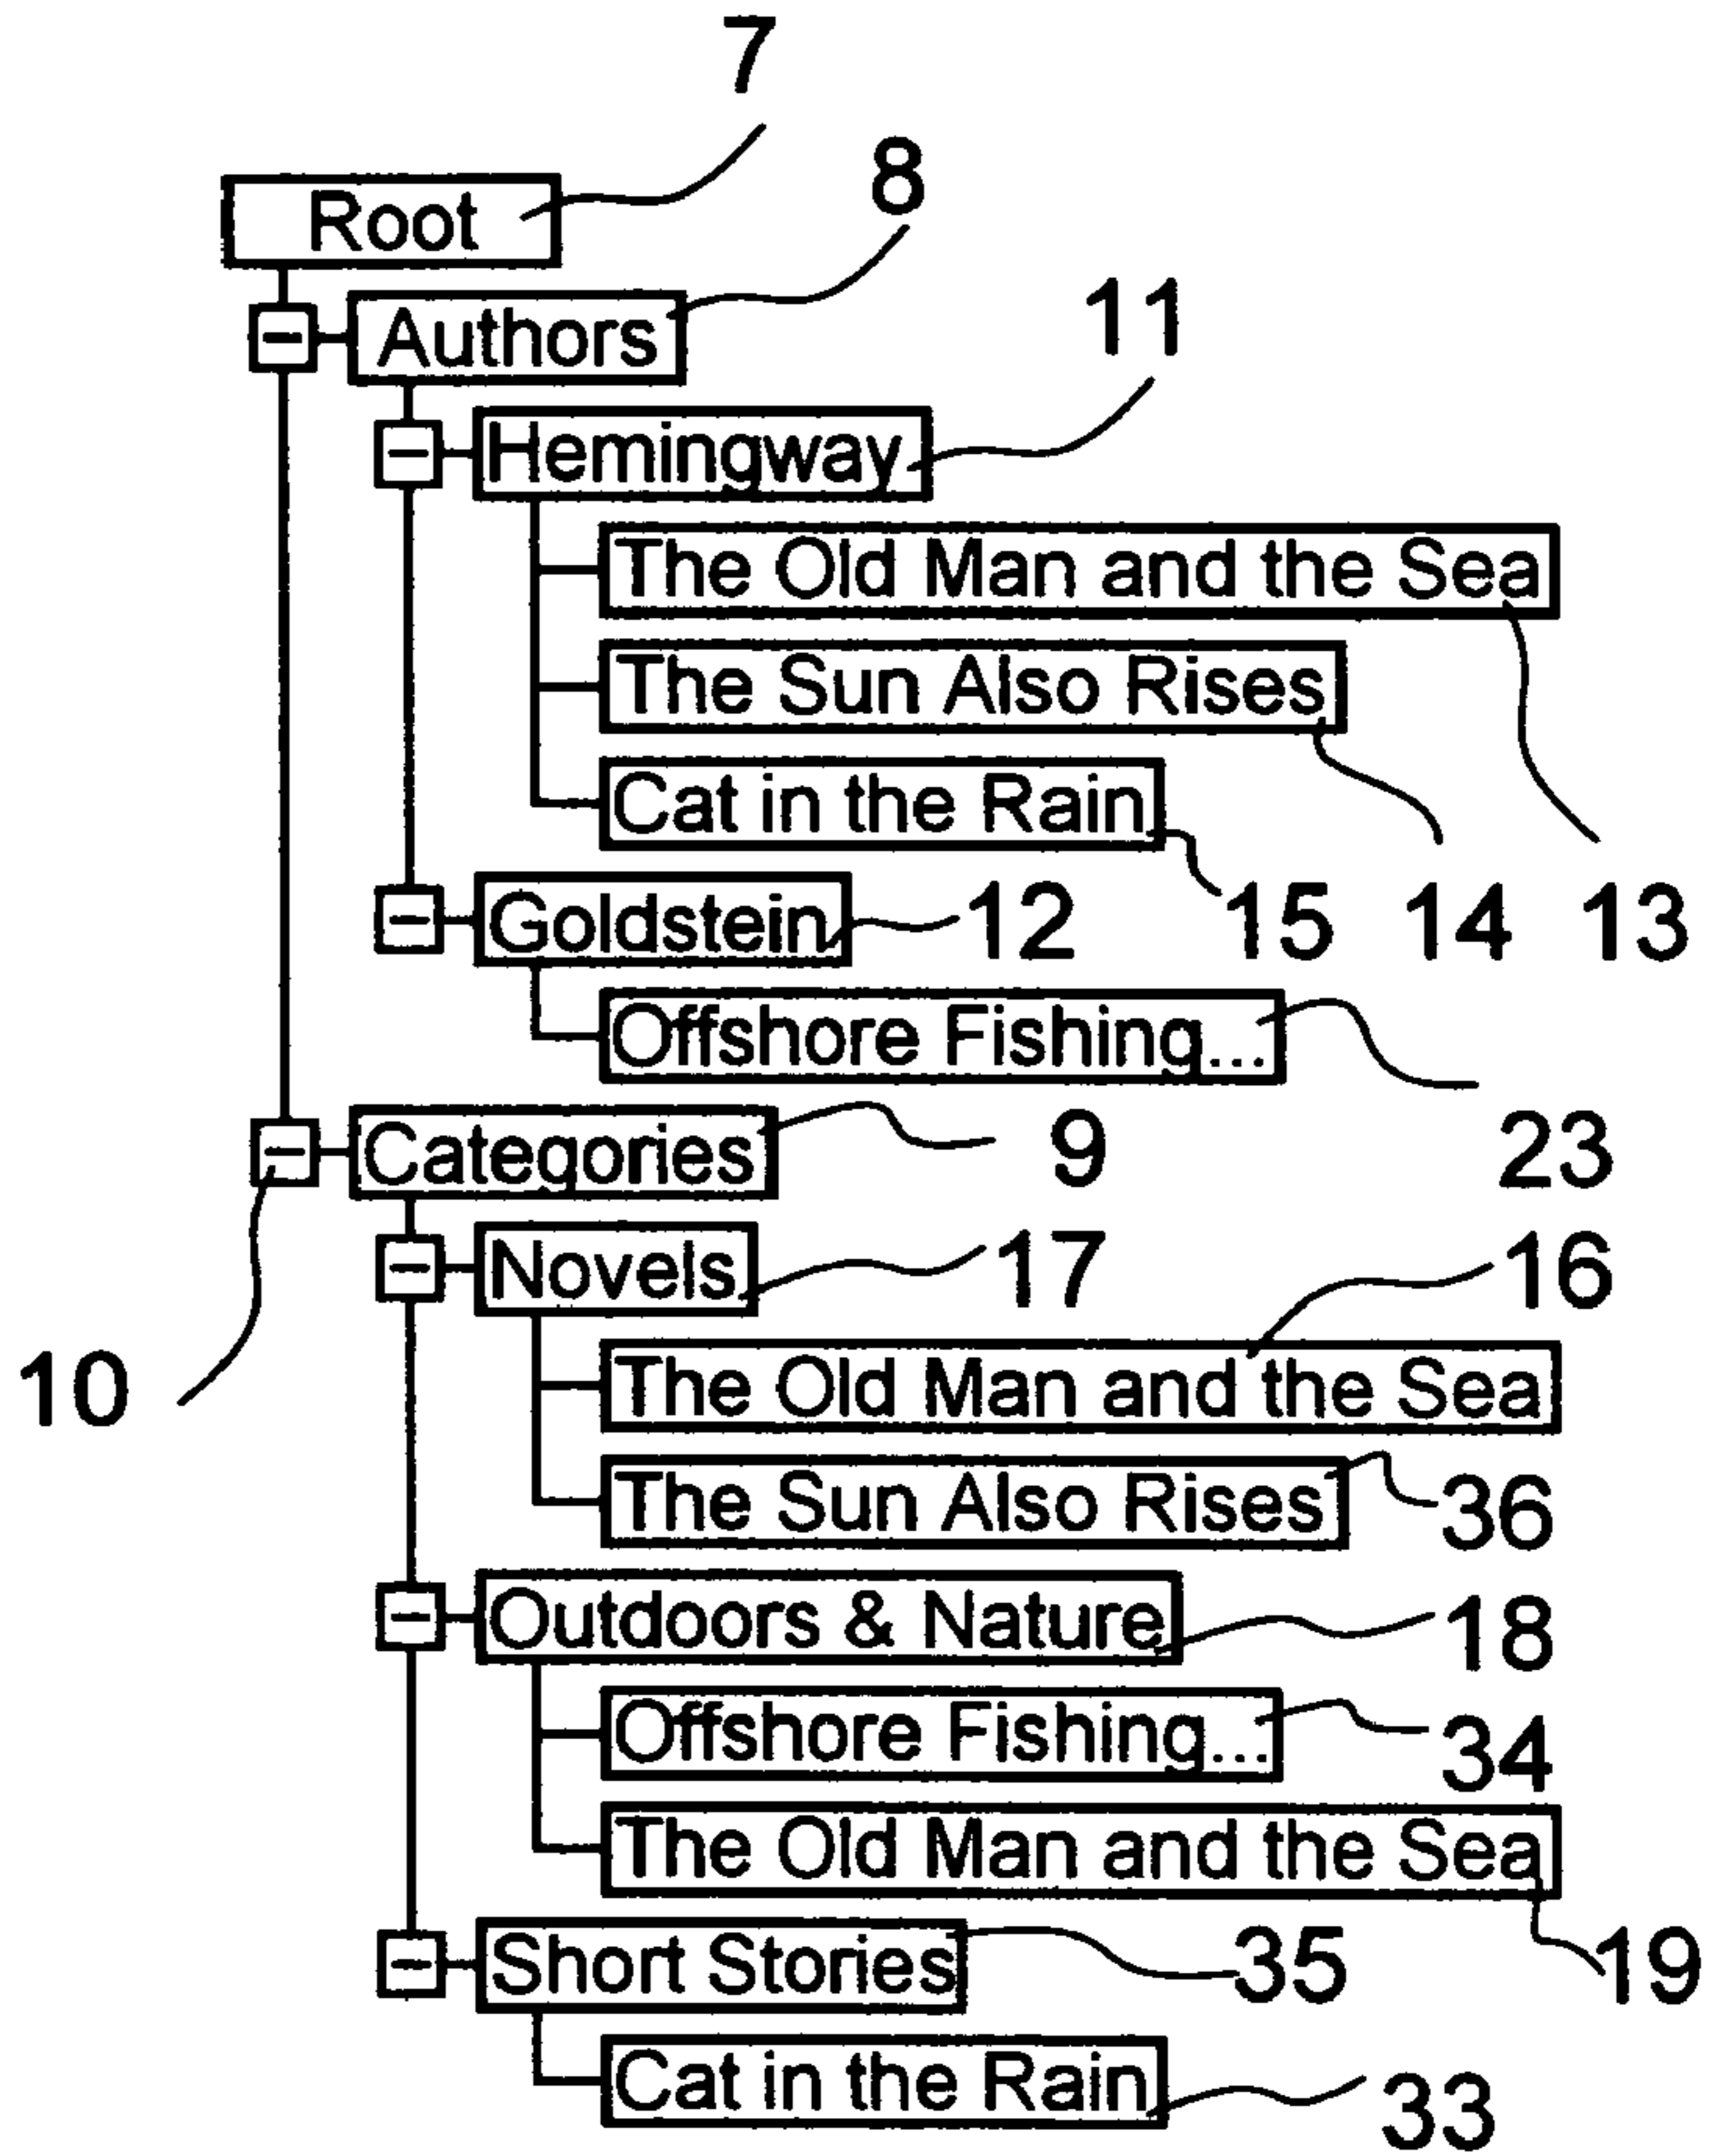 7
Root
8
Authors
11
Hemingway
The Old Man and the Sea
The Sun Also Rises
Cat in the Rain
Goldstein 12 15 14 13
Offshore Fishing...
Categories 9 23
Novels 17 16
10 The Old Man and the Sea
The Sun Also Rises 36
Outdoors & Nature 18
Offshore Fishing... 34
The Old Man and the Sea
Short Stories 35 19
Cat in the Rain 33